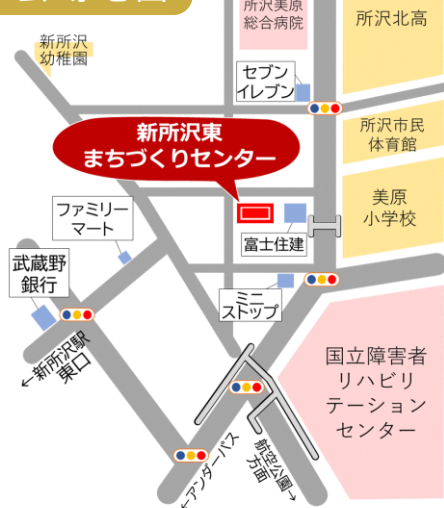 所沢美原
総合病院
所沢北高
新所沢
幼稚園
セブン
イレブン
所沢市民
体育館
新所沢東
まちづくりセンター
美原
小学校
ファミリー
マート
富士住建
武蔵野
銀行
ミニ
ストップ
←新所沢駅
東口
国立障害者
リハビリ
テーション
センター
←アンダーパス
航空公園
方面→